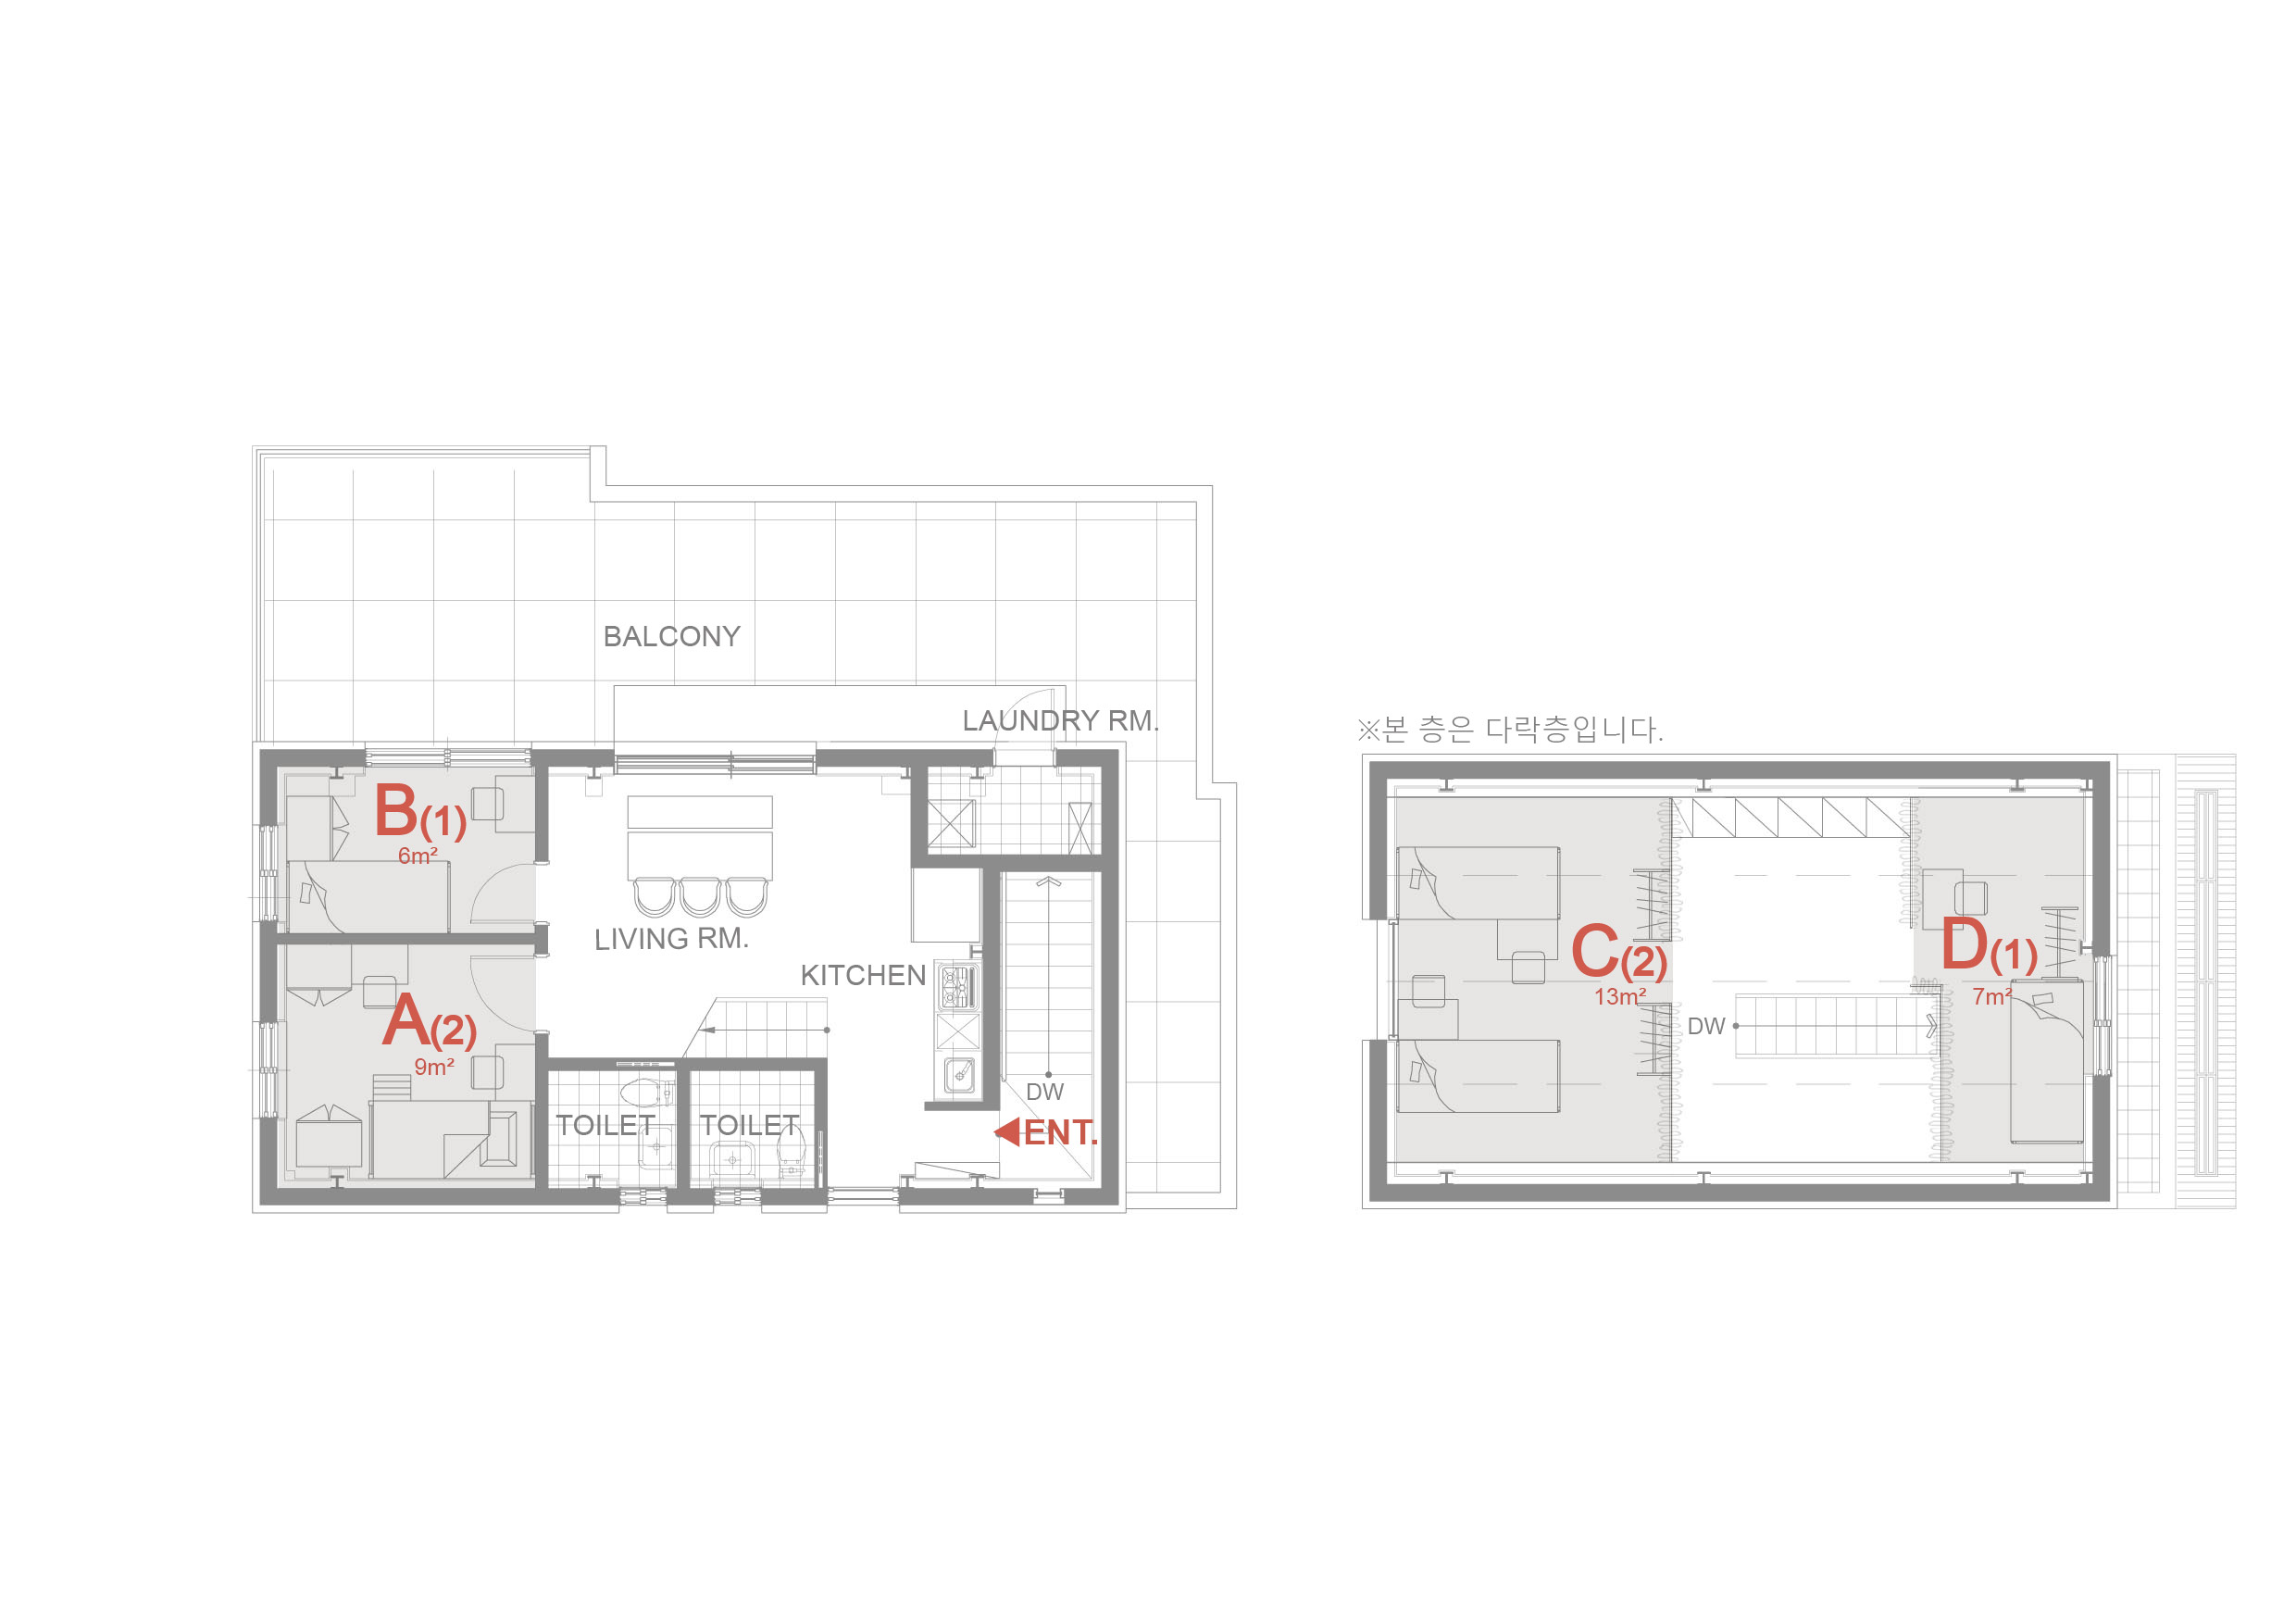 BALCONY
LAUNDRY RM.
※본 층은 다락층입니다.
B(1)
6m²
LIVING RM.
KITCHEN
A(2)
9m²
TOILET
TOILET
DW
ENT.
C(2)
13m²
DW
D(1)
7m²